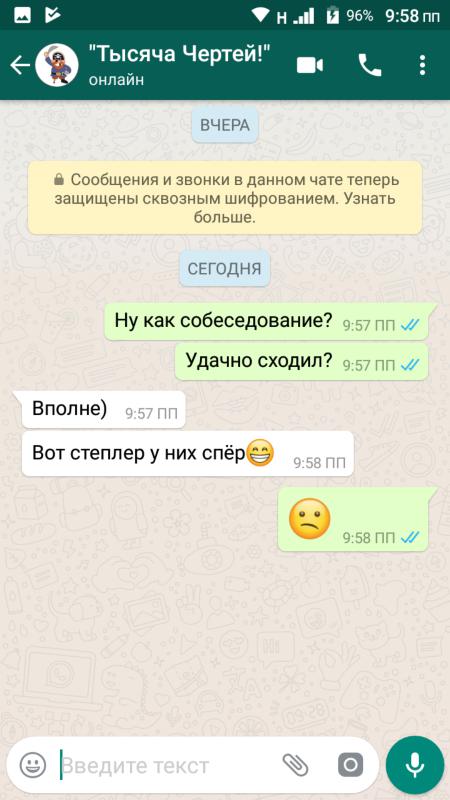 H 96% 9:58 пп
"Тысяча Чертей!"
онлайн
ВЧЕРА
Сообщения и звонки в данном чате теперь
защищены сквозным шифрованием. Узнать
больше.
СЕГОДНЯ
Ну как собеседование? 9:57 ПП
Удачно сходил? 9:57 ПП
Вполне) 9:57 ПП
Вот степлер у них спёр😁 9:58 ПП
😕 9:58 ПП
Введите текст